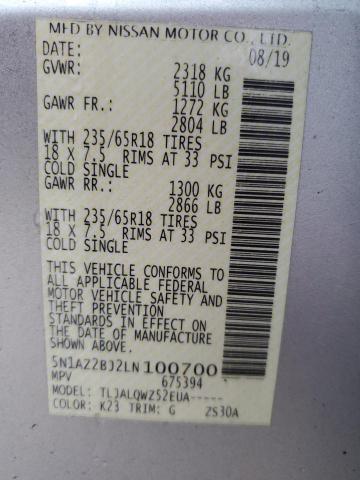 MFD BY NISSAN MOTOR CO., LTD.
DATE: 08/19
GVWR: 2318 KG
5110 LB
GAWR FR.: 1272 KG
2804 LB
WITH 235/65R18 TIRES
18 X 7.5 RIMS AT 33 PSI
COLD SINGLE
GAWR RR.: 1300 KG
2866 LB
WITH 235/65R18 TIRES
18 X 7.5 RIMS AT 33 PSI
COLD SINGLE
THIS VEHICLE CONFORMS TO
ALL APPLICABLE FEDERAL
MOTOR VEHICLE SAFETY AND
THEFT PREVENTION
STANDARDS IN EFFECT ON
THE DATE OF MANUFACTURE
SHOWN ABOVE.
5N1AZ2BJ2LN100700
MPV 675394
MODEL: TLJALQWZ52EUA-----
COLOR: K23 TRIM: G ZS30A